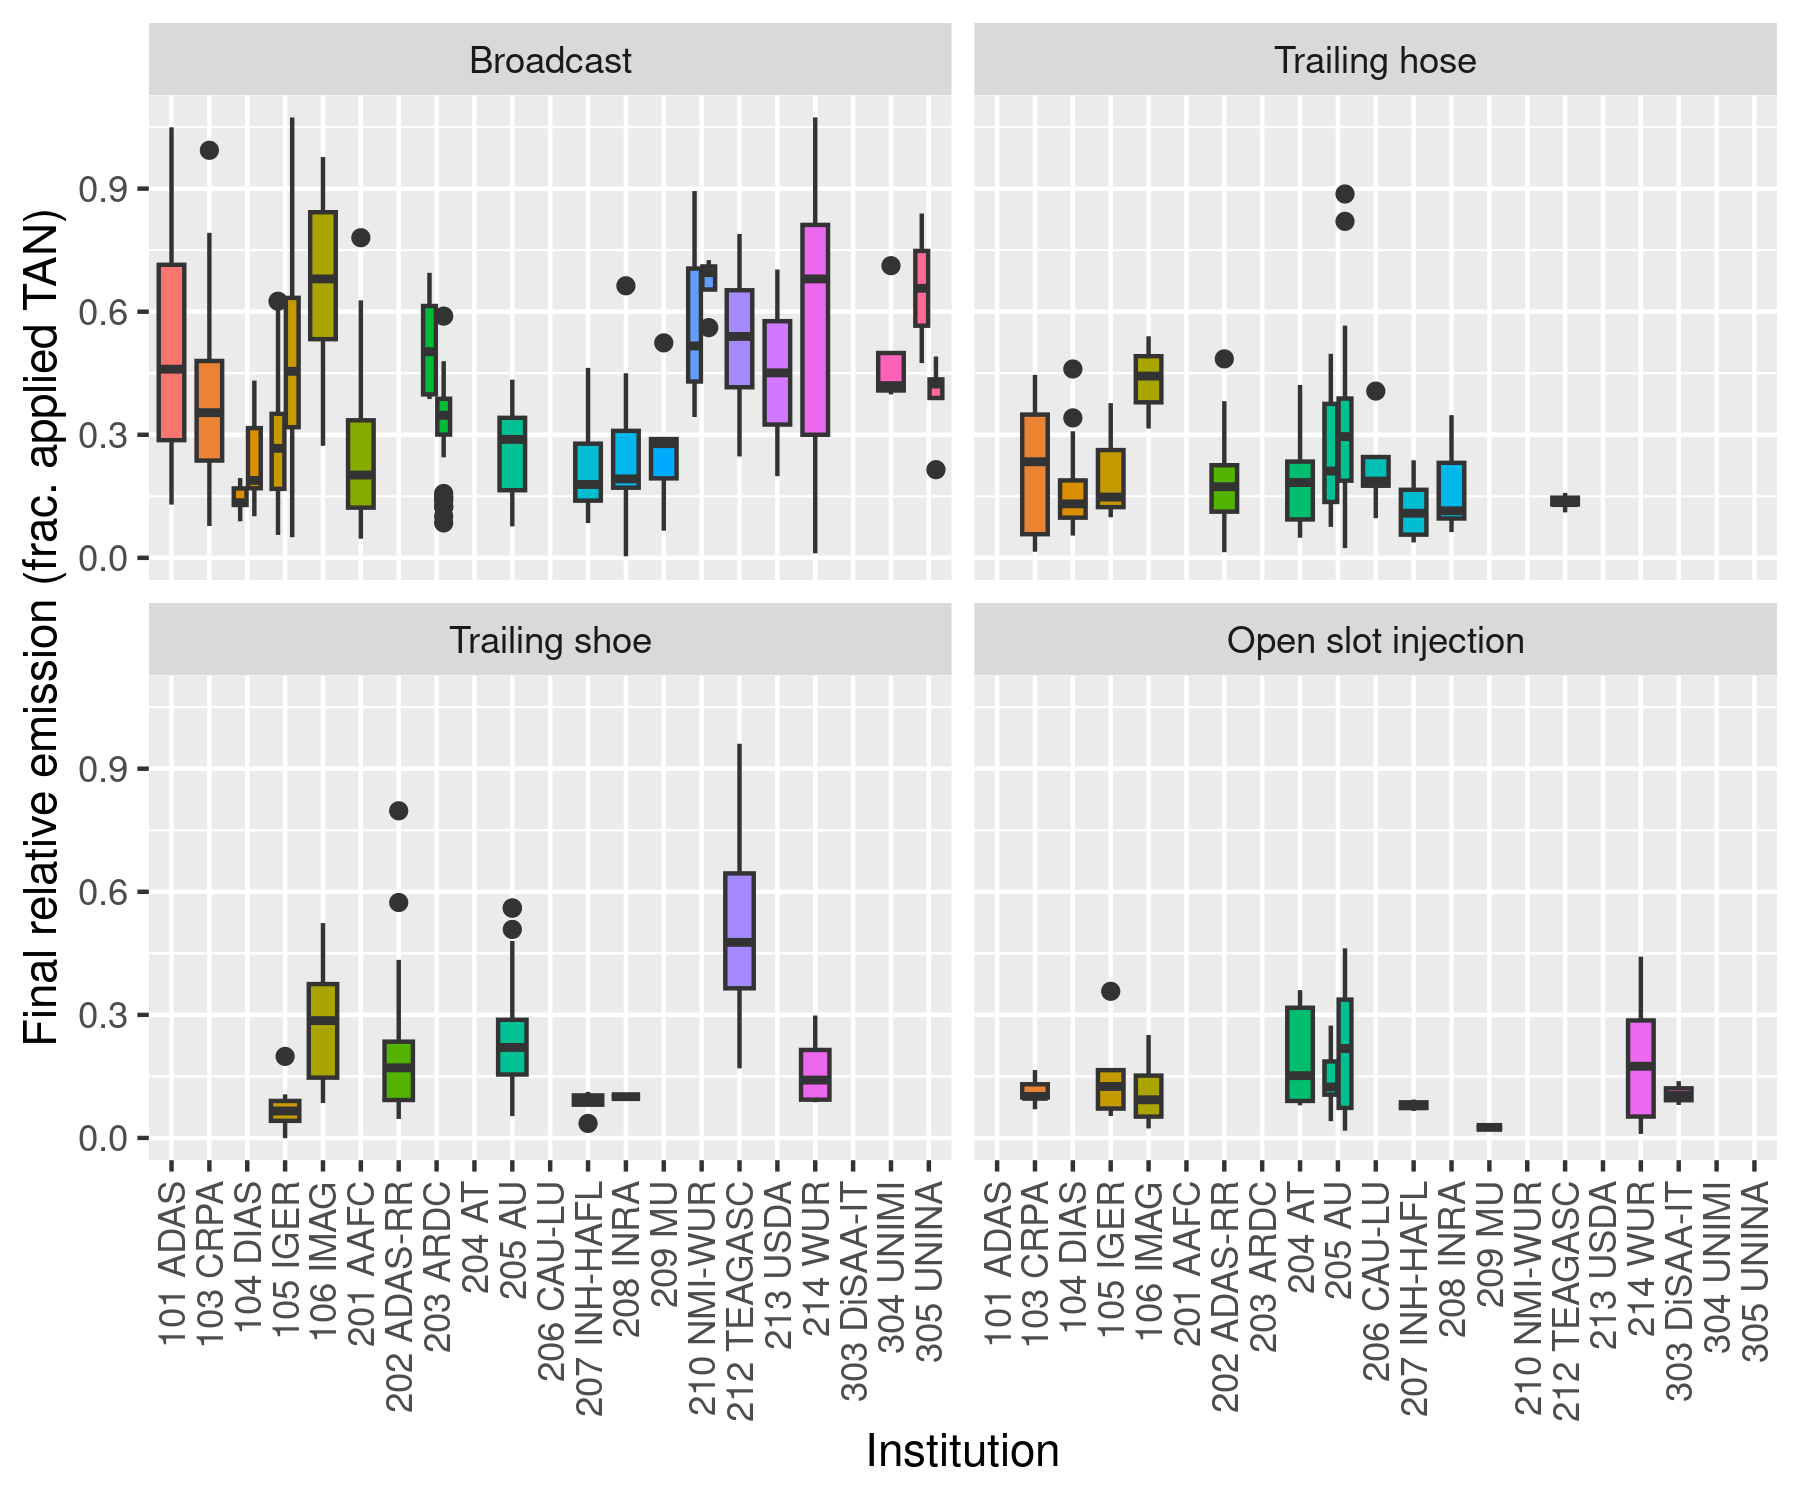 Broadcast
Trailing hose
0.9
0.6
0.3
0.0
Final relative emission (frac. applied TAN)
Trailing shoe
Open slot injection
0.9
0.6
0.3
0.0
101 ADAS
103 CRPA
104 DIAS
105 IGER
106 IMAG
201 AAFC
202 ADAS-RR
203 ARDC
204 AT
205 AU
206 CAU-LU
207 INH-HAFL
208 INRA
209 MU
210 NMI-WUR
212 TEAGASC
213 USDA
214 WUR
303 DiSAA-IT
304 UNIMI
305 UNINA
101 ADAS
103 CRPA
104 DIAS
105 IGER
106 IMAG
201 AAFC
202 ADAS-RR
203 ARDC
204 AT
205 AU
206 CAU-LU
207 INH-HAFL
208 INRA
209 MU
210 NMI-WUR
212 TEAGASC
213 USDA
214 WUR
303 DiSAA-IT
304 UNIMI
305 UNINA
Institution